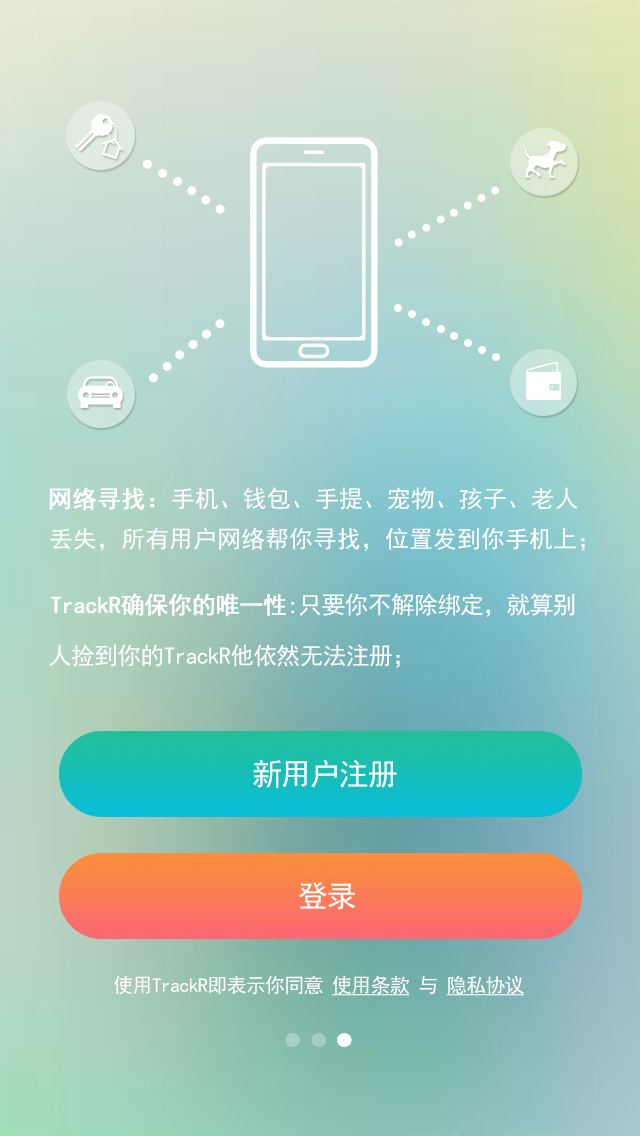 网络寻找：手机、钱包、手提、宠物、孩子、老人
丢失，所有用户网络帮你寻找，位置发到你手机上；
TrackR确保你的唯一性:只要你不解除绑定，就算别
人捡到你的TrackR他依然无法注册；
新用户注册
登录
使用TrackR即表示你同意 使用条款 与 隐私协议